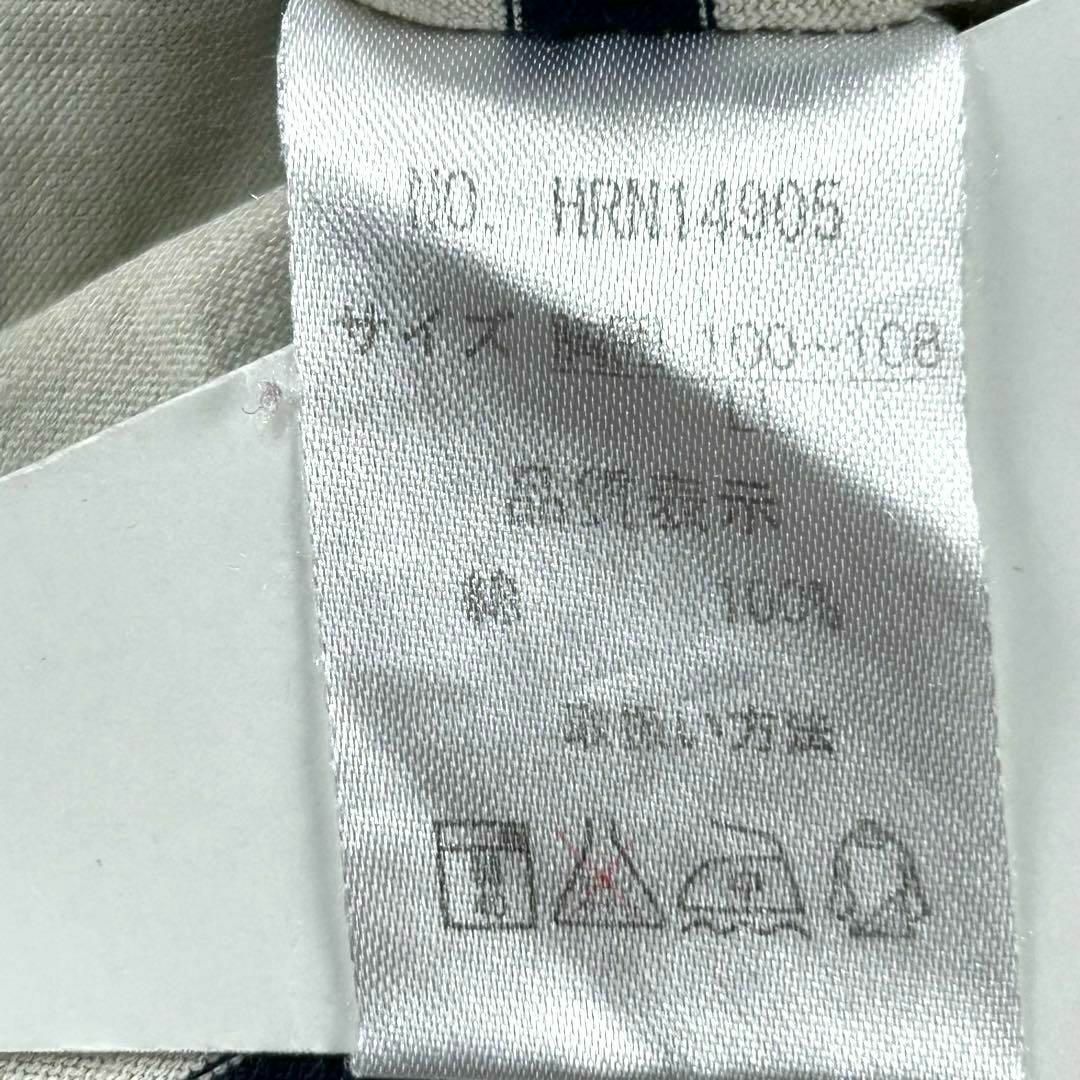 NO. HRN14905
サイズ 胸囲 100~108
L
品質表示
綿 100%
取扱い方法